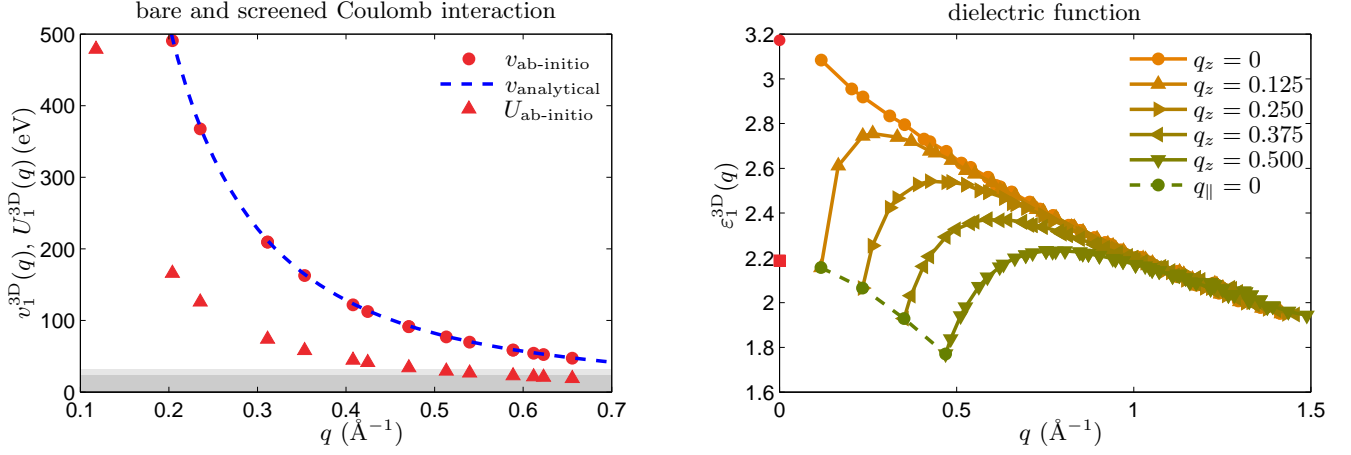 bare and screened Coulomb interaction
v₁³ᴰ(q), U₁³ᴰ(q) (eV)
500
400
300
200
100
0
0.1 0.2 0.3 0.4 0.5 0.6 0.7
q (Å⁻¹)
v_ab-initio
v_analytical
U_ab-initio
dielectric function
ε₁³ᴰ(q)
3.2
3
2.8
2.6
2.4
2.2
2
1.8
1.6
0 0.5 1 1.5
q (Å⁻¹)
q_z = 0
q_z = 0.125
q_z = 0.250
q_z = 0.375
q_z = 0.500
q_∥ = 0